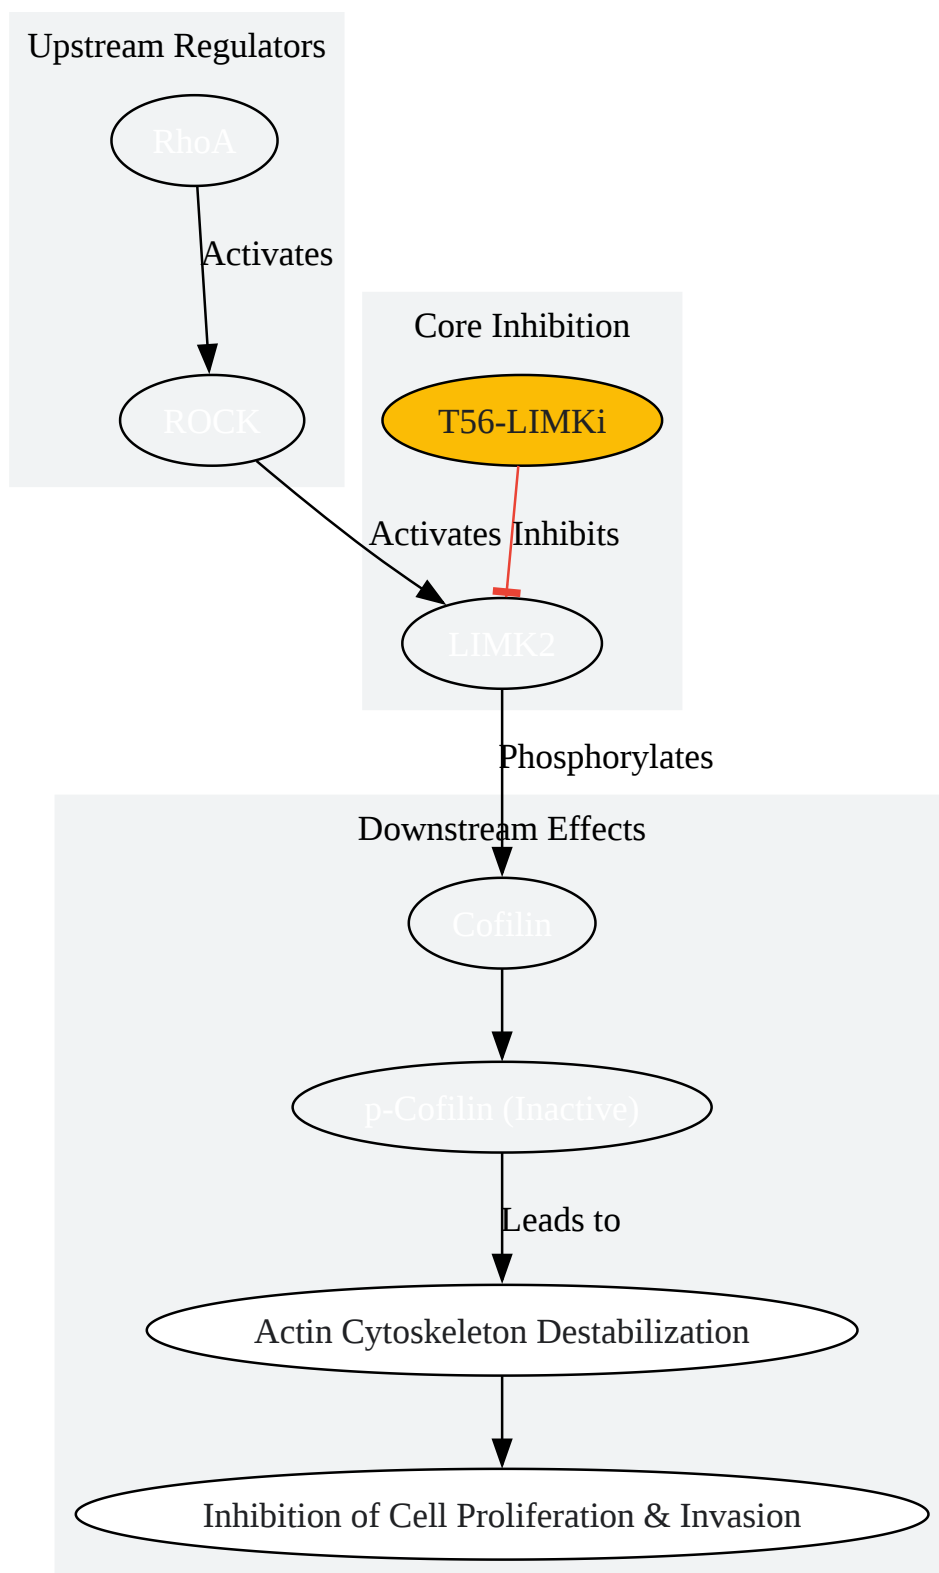 Upstream Regulators
RhoA
Activates
Core Inhibition
ROCK
T56-LIMKi
Activates
Inhibits
LIMK2
Phosphorylates
Downstream Effects
Cofilin
p-Cofilin (Inactive)
Leads to
Actin Cytoskeleton Destabilization
Inhibition of Cell Proliferation & Invasion